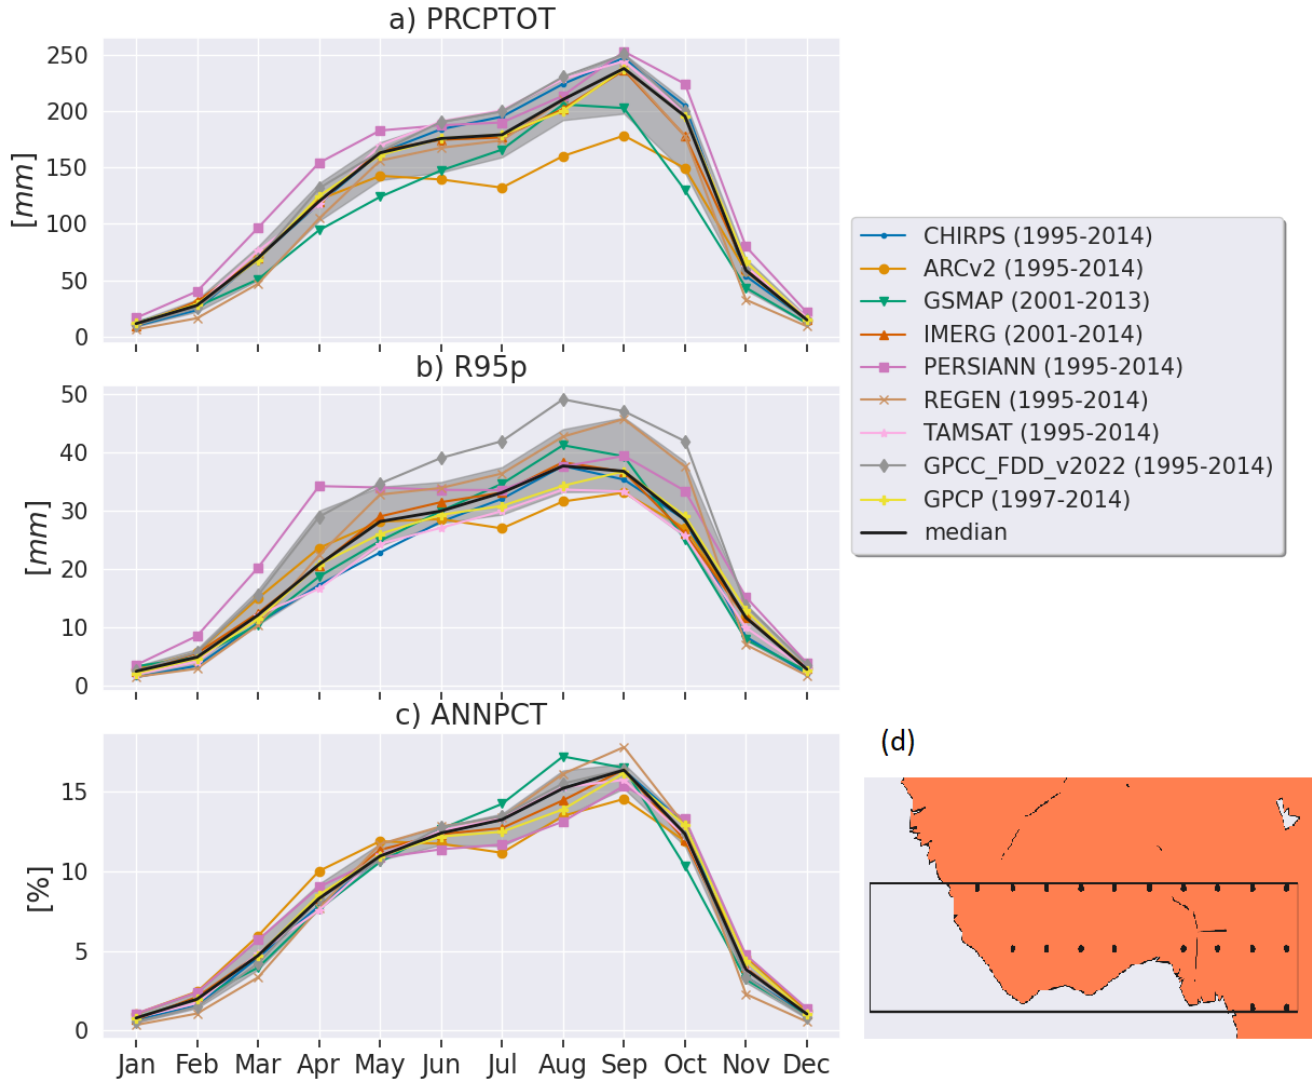 a) PRCPTOT
250
200
150
100
50
0
[mm]
b) R95p
50
40
30
20
10
0
[mm]
c) ANNPCT
15
10
5
0
[%]
Jan Feb Mar Apr May Jun Jul Aug Sep Oct Nov Dec
CHIRPS (1995-2014)
ARCv2 (1995-2014)
GSMAP (2001-2013)
IMERG (2001-2014)
PERSIANN (1995-2014)
REGEN (1995-2014)
TAMSAT (1995-2014)
GPCC_FDD_v2022 (1995-2014)
GPCP (1997-2014)
median
(d)